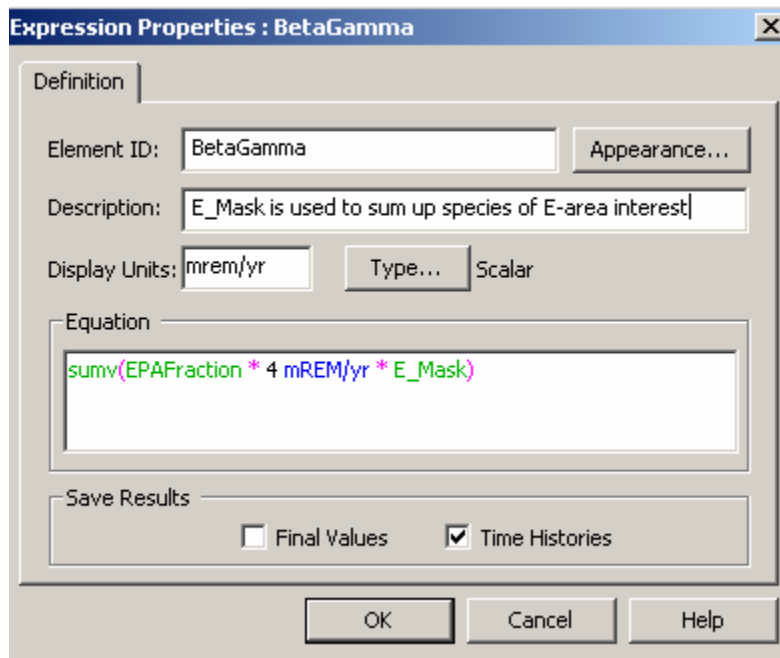 Expression Properties : BetaGamma
Definition
Element ID: BetaGamma Appearance...
Description: E_Mask is used to sum up species of E-area interest
Display Units: mrem/yr Type... Scalar
Equation
sumv(EPAFraction * 4 mREM/yr * E_Mask)
Save Results
Final Values Time Histories
OK Cancel Help